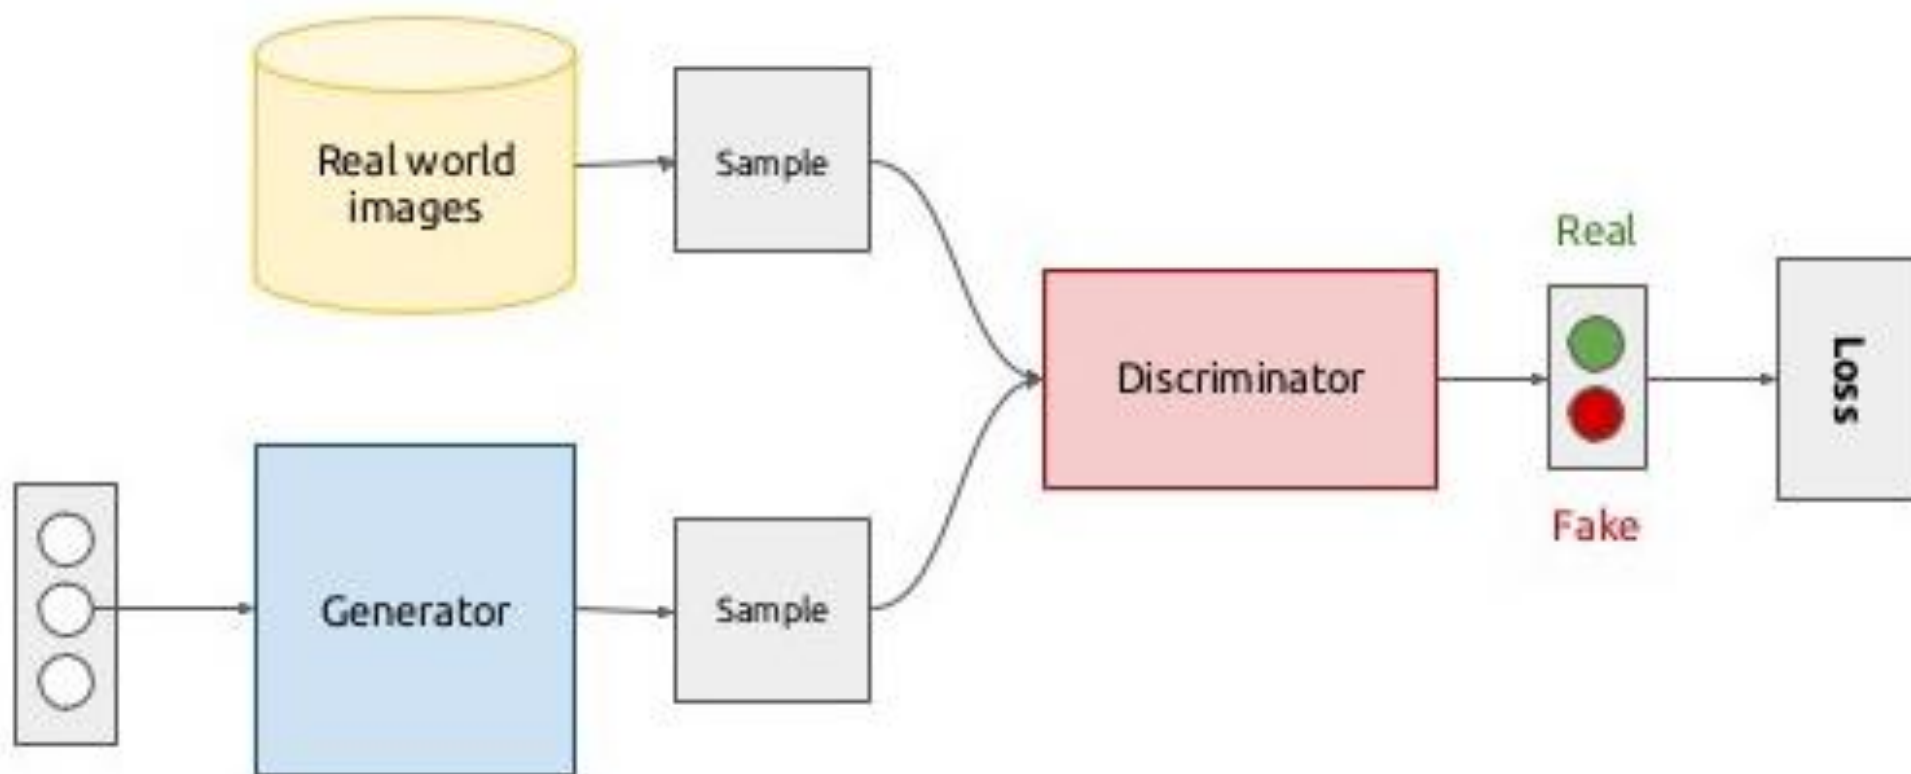 Real world
images
Sample
Real
Discriminator
Loss
Fake
Generator
Sample